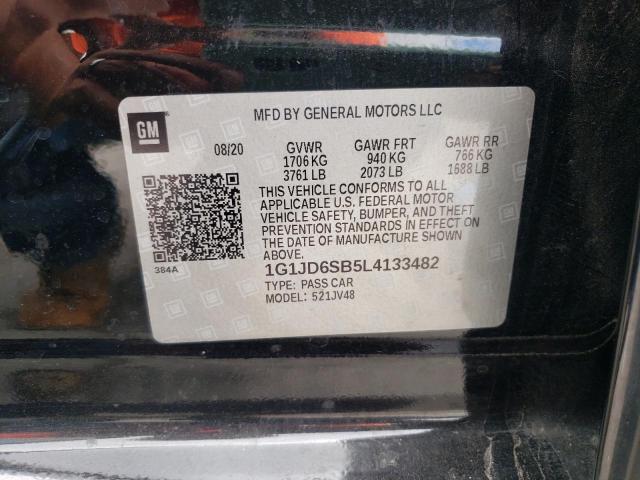 MFD BY GENERAL MOTORS LLC
GM
08/20 GVWR GAWR FRT GAWR RR
1706 KG 940 KG 766 KG
3761 LB 2073 LB 1688 LB
THIS VEHICLE CONFORMS TO ALL
APPLICABLE U.S. FEDERAL MOTOR
VEHICLE SAFETY, BUMPER, AND THEFT
PREVENTION STANDARDS IN EFFECT ON
THE DATE OF MANUFACTURE SHOWN
ABOVE.
384A
1G1JD6SB5L4133482
TYPE: PASS CAR
MODEL: 521JV48